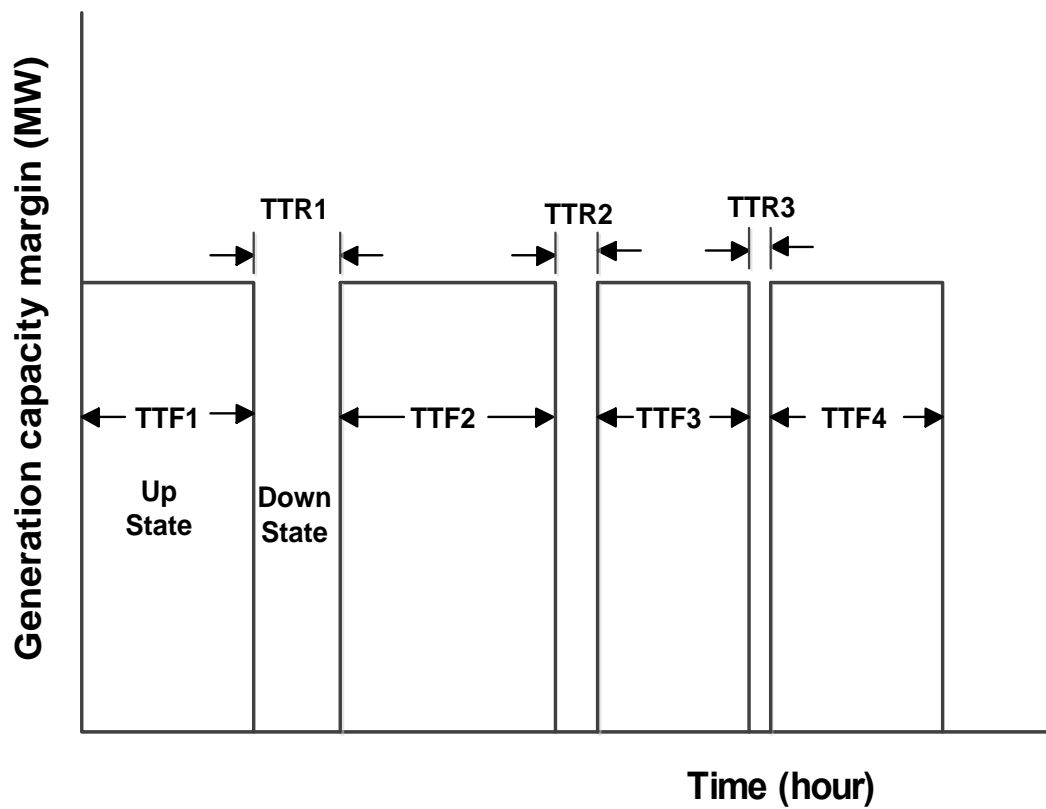 Generation capacity margin (MW)
TTR1
TTR2
TTR3
TTF1
TTF2
TTF3
TTF4
Up
State
Down
State
Time (hour)